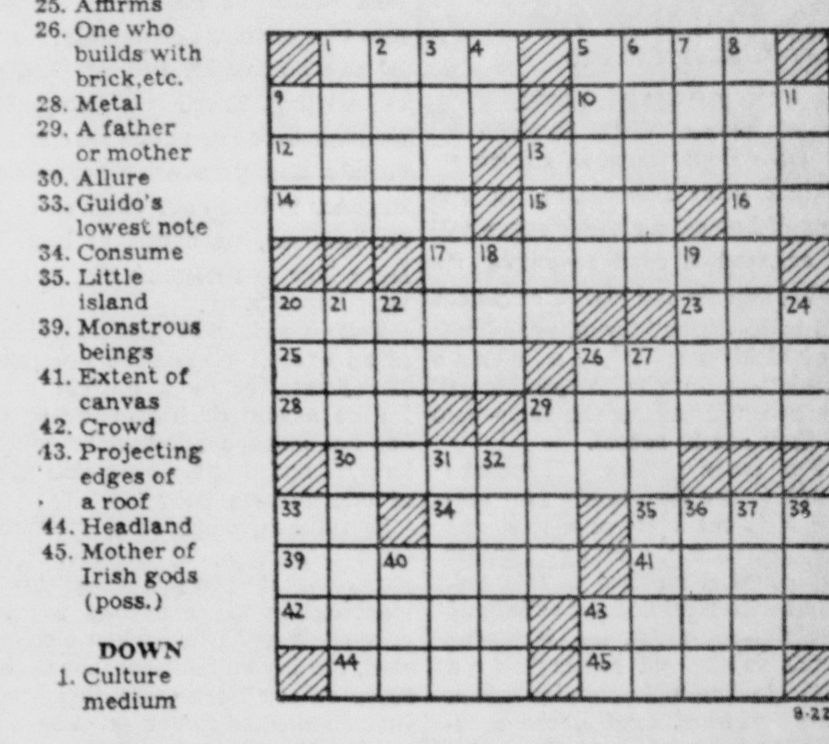 25. Affirms
26. One who
builds with
brick,etc.
28. Metal
29. A father
or mother
30. Allure
33. Guido's
lowest note
34. Consume
35. Little
island
39. Monstrous
beings
41. Extent of
canvas
42. Crowd
43. Projecting
edges of
a roof
44. Headland
45. Mother of
Irish gods
(poss.)
DOWN
1. Culture
medium
1 2 3 4 5 6 7 8
9 10 11
12 13
14 15 16
17 18 19
20 21 22 23 24
25 26 27
28 29
30 31 32
33 34 35 36 37 38
39 40 41
42 43
44 45
8-22